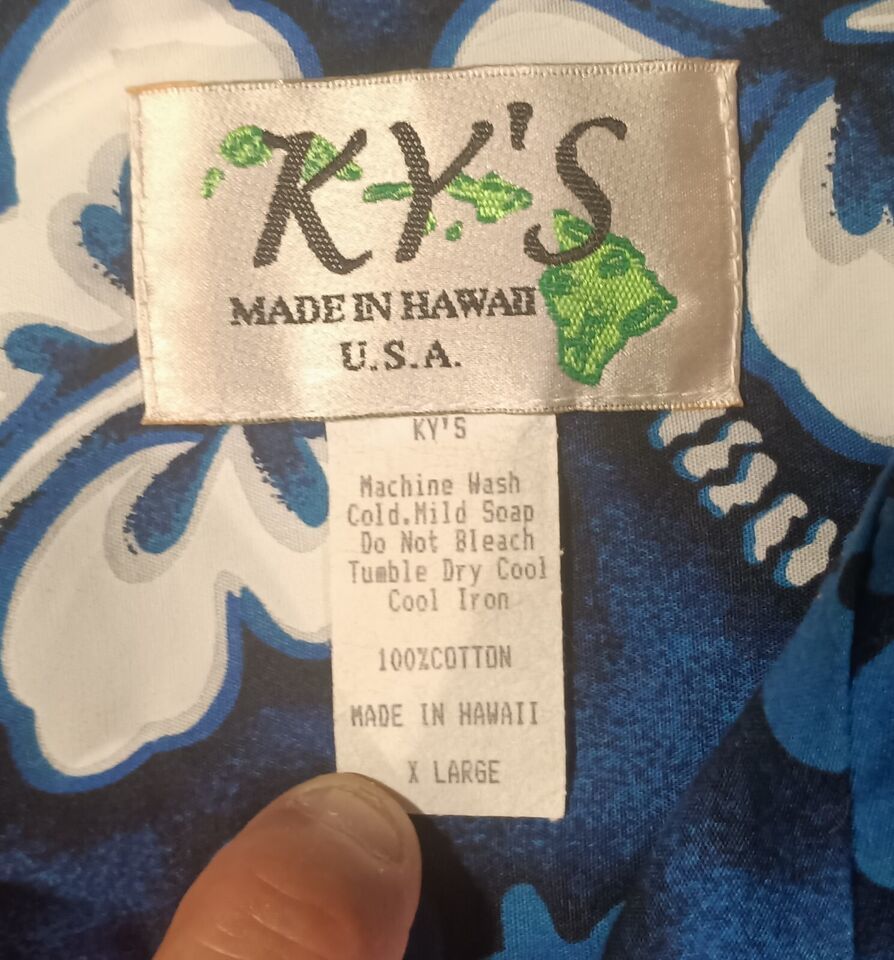 KY'S
MADE IN HAWAII
U.S.A.
KY'S
Machine Wash
Cold.Mild Soap
Do Not Bleach
Tumble Dry Cool
Cool Iron
100%COTTON
MADE IN HAWAII
X LARGE